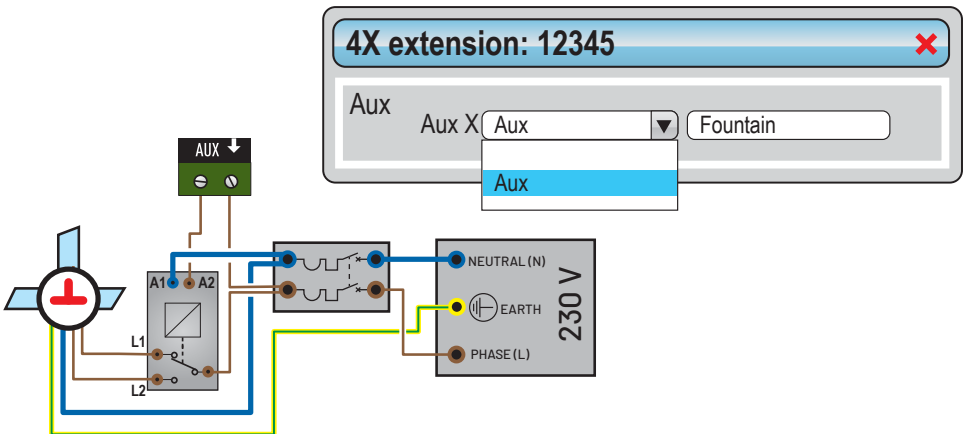 4X extension: 12345
Aux
Aux X Aux Fountain
Aux
AUX
A1 A2
L1
L2
NEUTRAL (N)
EARTH
PHASE (L)
230 V